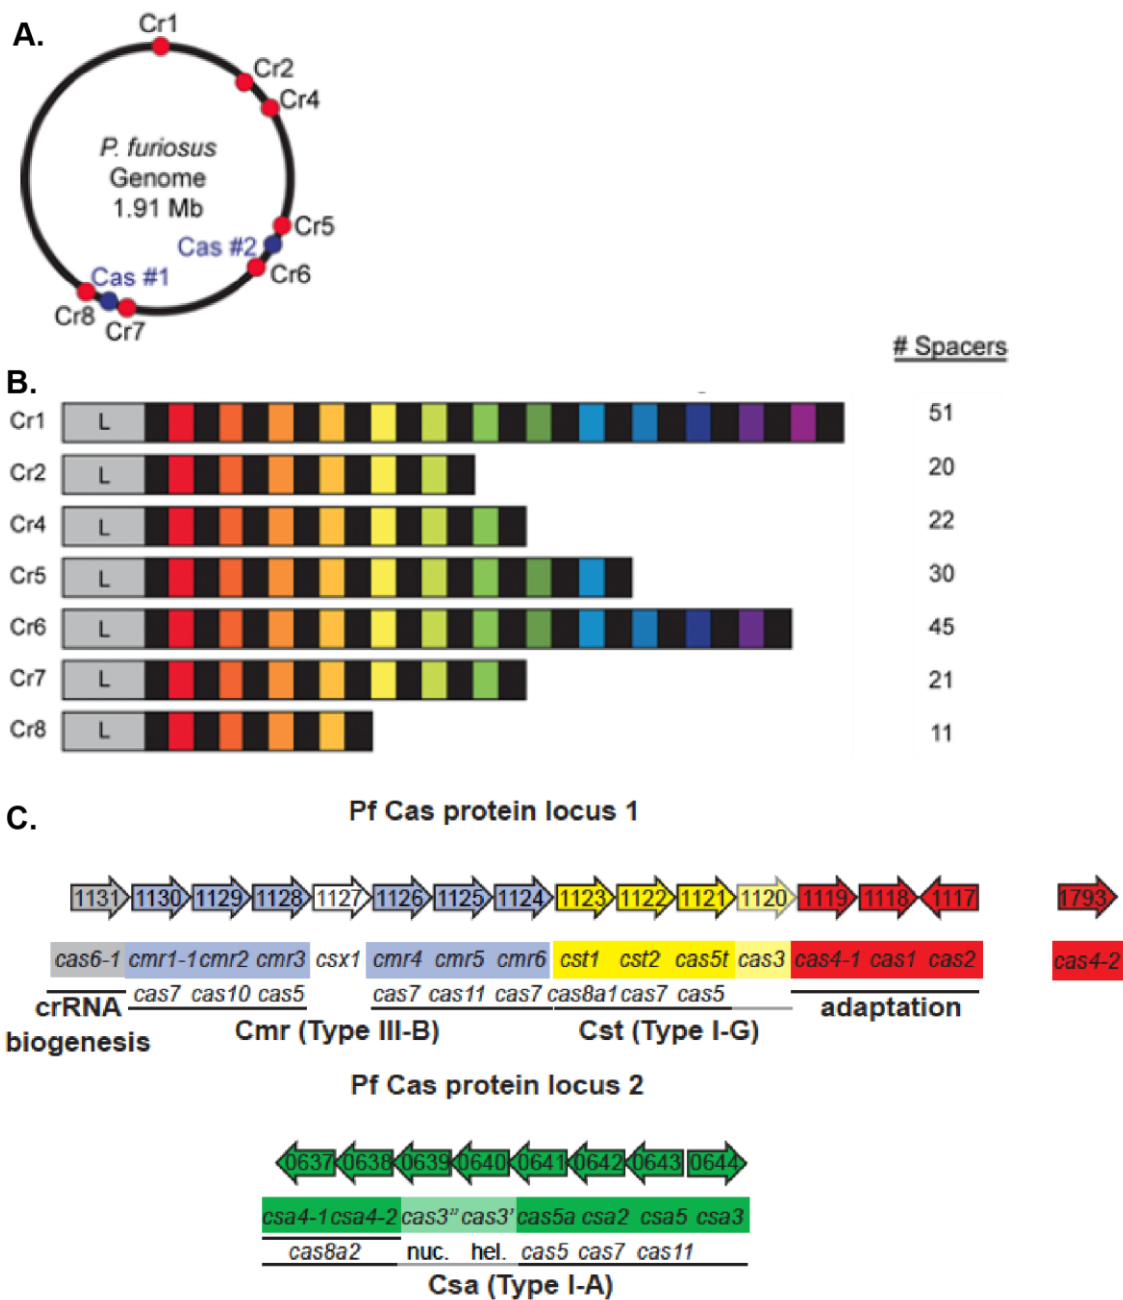 A.
Cr1
Cr2
Cr4
P. furiosus
Genome
1.91 Mb
Cr5
Cas #2
Cr6
Cas #1
Cr8
Cr7
# Spacers
B.
Cr1 L 51
Cr2 L 20
Cr4 L 22
Cr5 L 30
Cr6 L 45
Cr7 L 21
Cr8 L 11
C.
Pf Cas protein locus 1
1131 1130 1129 1128 1127 1126 1125 1124 1123 1122 1121 1120 1119 1118 1117 1793
cas6-1 cmr1-1 cmr2 cmr3 csx1 cmr4 cmr5 cmr6 cst1 cst2 cas5t cas3 cas4-1 cas1 cas2 cas4-2
cas7 cas10 cas5 cas7 cas11 cas7 cas8a1 cas7 cas5
crRNA biogenesis
Cmr (Type III-B)
Cst (Type I-G)
adaptation
Pf Cas protein locus 2
0637 0638 0639 0640 0641 0642 0643 0644
csa4-1 csa4-2 cas3" cas3' cas5a csa2 csa5 csa3
cas8a2 nuc. hel. cas5 cas7 cas11
Csa (Type I-A)